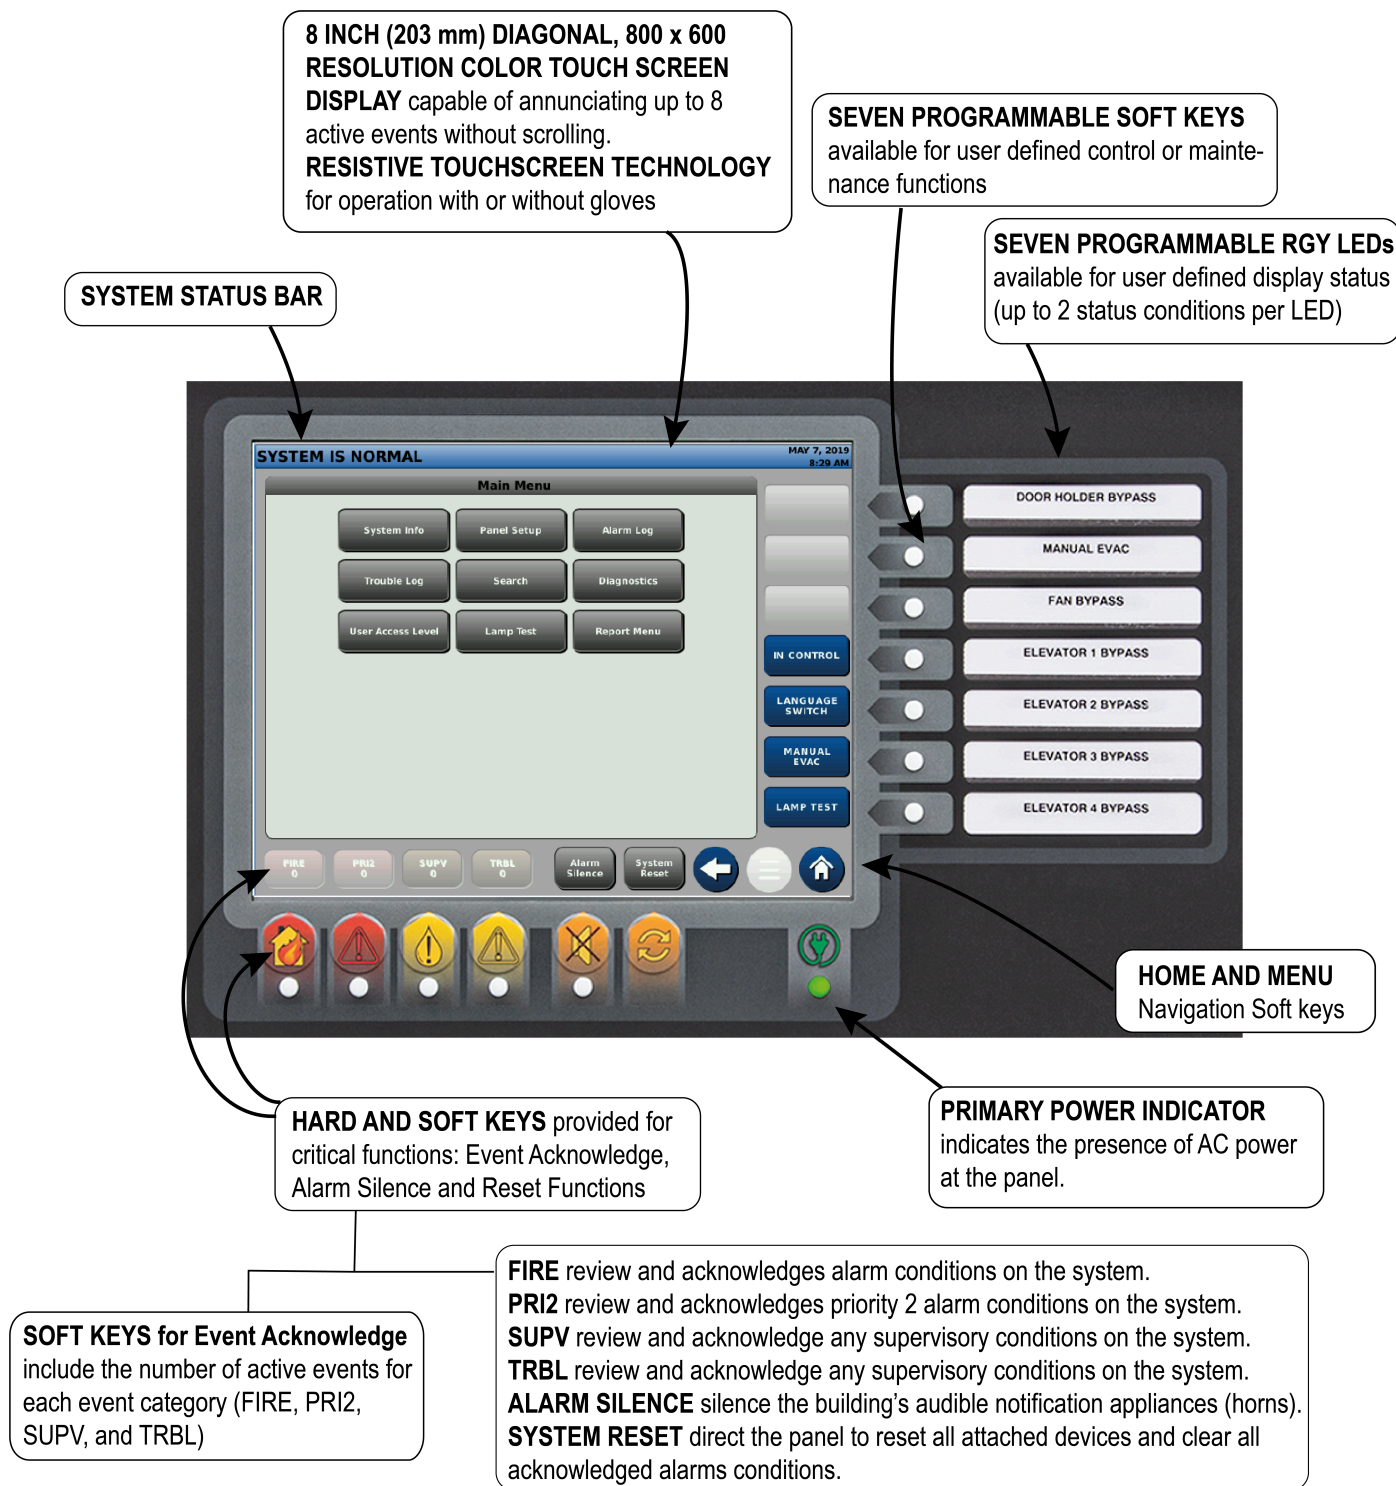 8 INCH (203 mm) DIAGONAL, 800 x 600
RESOLUTION COLOR TOUCH SCREEN
DISPLAY capable of annunciating up to 8
active events without scrolling.
RESISTIVE TOUCHSCREEN TECHNOLOGY
for operation with or without gloves
SEVEN PROGRAMMABLE SOFT KEYS
available for user defined control or mainte-
nance functions
SEVEN PROGRAMMABLE RGY LEDs
available for user defined display status
(up to 2 status conditions per LED)
SYSTEM STATUS BAR
SYSTEM IS NORMAL
MAY 7, 2019
8:29 AM
Main Menu
System Info
Panel Setup
Alarm Log
Trouble Log
Search
Diagnostics
User Access Level
Lamp Test
Report Menu
IN CONTROL
LANGUAGE
SWITCH
MANUAL
EVAC
LAMP TEST
DOOR HOLDER BYPASS
MANUAL EVAC
FAN BYPASS
ELEVATOR 1 BYPASS
ELEVATOR 2 BYPASS
ELEVATOR 3 BYPASS
ELEVATOR 4 BYPASS
FIRE
0
PRI2
0
SUPV
0
TRBL
0
Alarm
Silence
System
Reset
HOME AND MENU
Navigation Soft keys
HARD AND SOFT KEYS provided for
critical functions: Event Acknowledge,
Alarm Silence and Reset Functions
PRIMARY POWER INDICATOR
indicates the presence of AC power
at the panel.
SOFT KEYS for Event Acknowledge
include the number of active events for
each event category (FIRE, PRI2,
SUPV, and TRBL)
FIRE review and acknowledges alarm conditions on the system.
PRI2 review and acknowledges priority 2 alarm conditions on the system.
SUPV review and acknowledge any supervisory conditions on the system.
TRBL review and acknowledge any supervisory conditions on the system.
ALARM SILENCE silence the building’s audible notification appliances (horns).
SYSTEM RESET direct the panel to reset all attached devices and clear all
acknowledged alarms conditions.